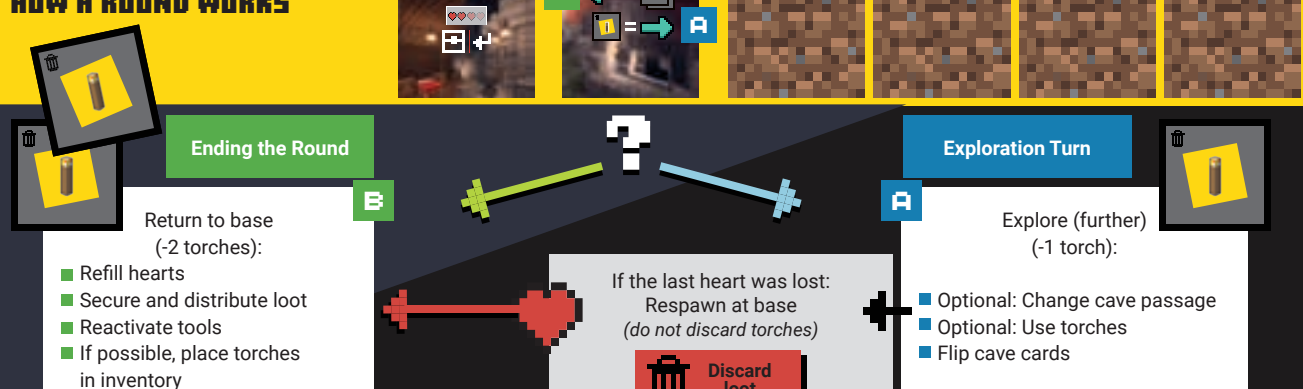 HOW A ROUND WORKS
=
A
?
Ending the Round
B
Return to base
(-2 torches):
Refill hearts
Secure and distribute loot
Reactivate tools
If possible, place torches
in inventory
If the last heart was lost:
Respawn at base
(do not discard torches)
Discard
loot
Exploration Turn
A
Explore (further)
(-1 torch):
Optional: Change cave passage
Optional: Use torches
Flip cave cards